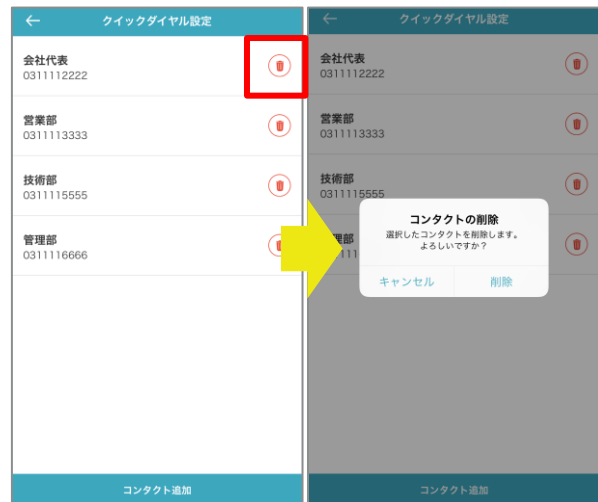 クイックダイヤル設定
会社代表
0311112222
営業部
0311113333
技術部
0311115555
管理部
0311116666
コンタクト追加
クイックダイヤル設定
会社代表
0311112222
営業部
0311113333
技術部
0311115555
理部
111
コンタクトの削除
選択したコンタクトを削除します。
よろしいですか？
キャンセル
削除
コンタクト追加